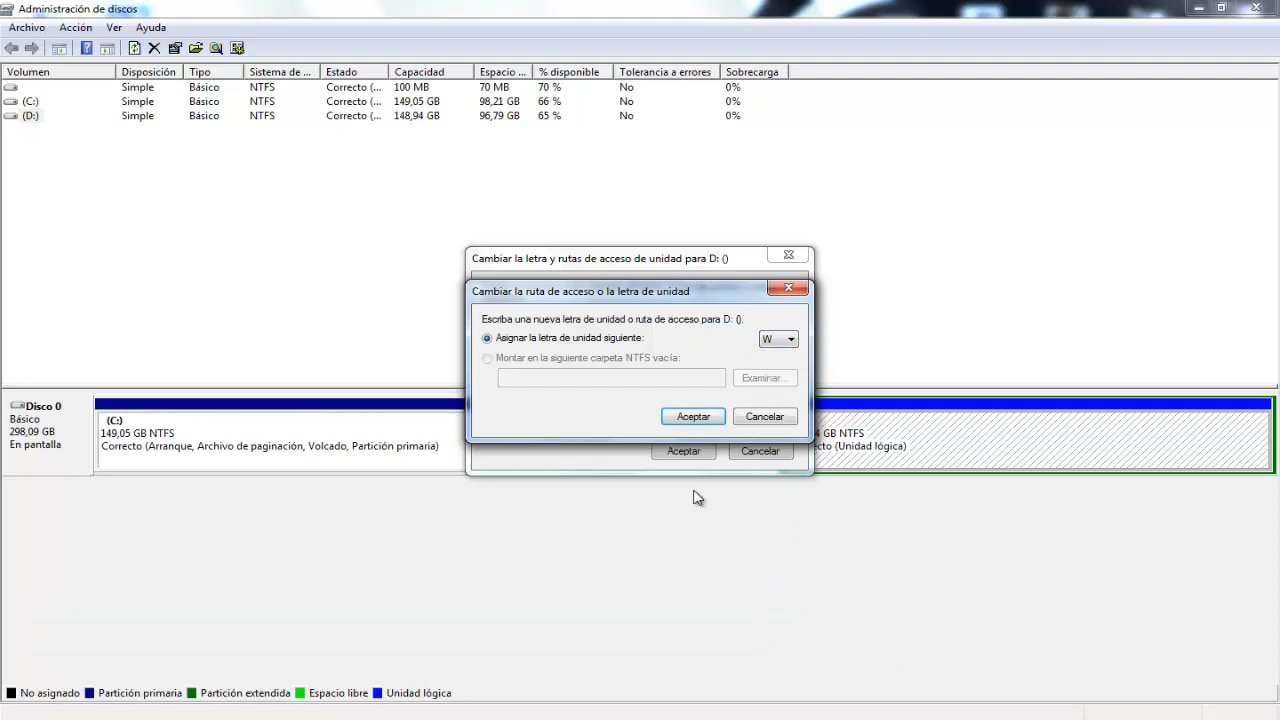 Administración de discos
Archivo Acción Ver Ayuda
Volumen Disposición Tipo Sistema de ... Estado Capacidad Espacio ... % disponible Tolerancia a errores Sobrecarga
Simple Básico NTFS Correcto (... 100 MB 70 MB 70 % No 0%
(C:) Simple Básico NTFS Correcto (... 149,05 GB 98,21 GB 66 % No 0%
(D:) Simple Básico NTFS Correcto (... 148,94 GB 96,79 GB 65 % No 0%
Cambiar la letra y rutas de acceso de unidad para D: ()
Cambiar la ruta de acceso o la letra de unidad
Escriba una nueva letra de unidad o ruta de acceso para D: ().
Asignar la letra de unidad siguiente: W
Montar en la siguiente carpeta NTFS vacía:
Examinar...
Aceptar Cancelar
Aceptar Cancelar
Disco 0
Básico
298,09 GB
En pantalla
(C:)
149,05 GB NTFS
Correcto (Arranque, Archivo de paginación, Volcado, Partición primaria)
4 GB NTFS
cto (Unidad lógica)
No asignado Partición primaria Partición extendida Espacio libre Unidad lógica